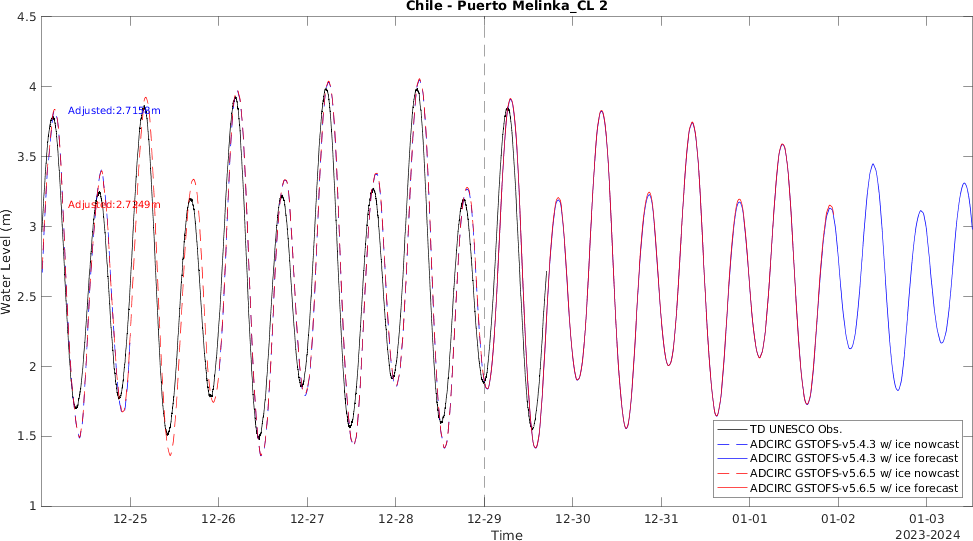 Chile - Puerto Melinka_CL 2
4.5
4
3.5
3
2.5
2
1.5
1
Water Level (m)
Adjusted:2.7153m
Adjusted:2.7249m
TD UNESCO Obs.
ADCIRC GSTOFS-v5.4.3 w/ ice nowcast
ADCIRC GSTOFS-v5.4.3 w/ ice forecast
ADCIRC GSTOFS-v5.6.5 w/ ice nowcast
ADCIRC GSTOFS-v5.6.5 w/ ice forecast
12-25 12-26 12-27 12-28 12-29 12-30 12-31 01-01 01-02 01-03
Time
2023-2024